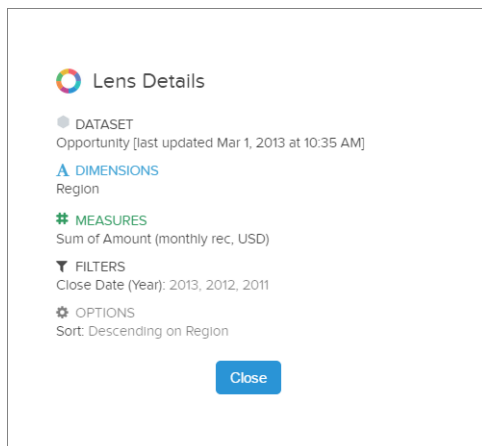 Lens Details
DATASET
Opportunity [last updated Mar 1, 2013 at 10:35 AM]
DIMENSIONS
Region
MEASURES
Sum of Amount (monthly rec, USD)
FILTERS
Close Date (Year): 2013, 2012, 2011
OPTIONS
Sort: Descending on Region
Close